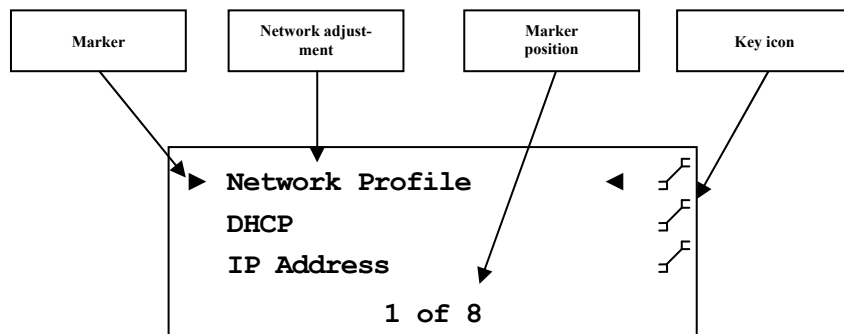 Marker
Network adjust-
ment
Marker
position
Key icon
Network Profile
DHCP
IP Address
1 of 8